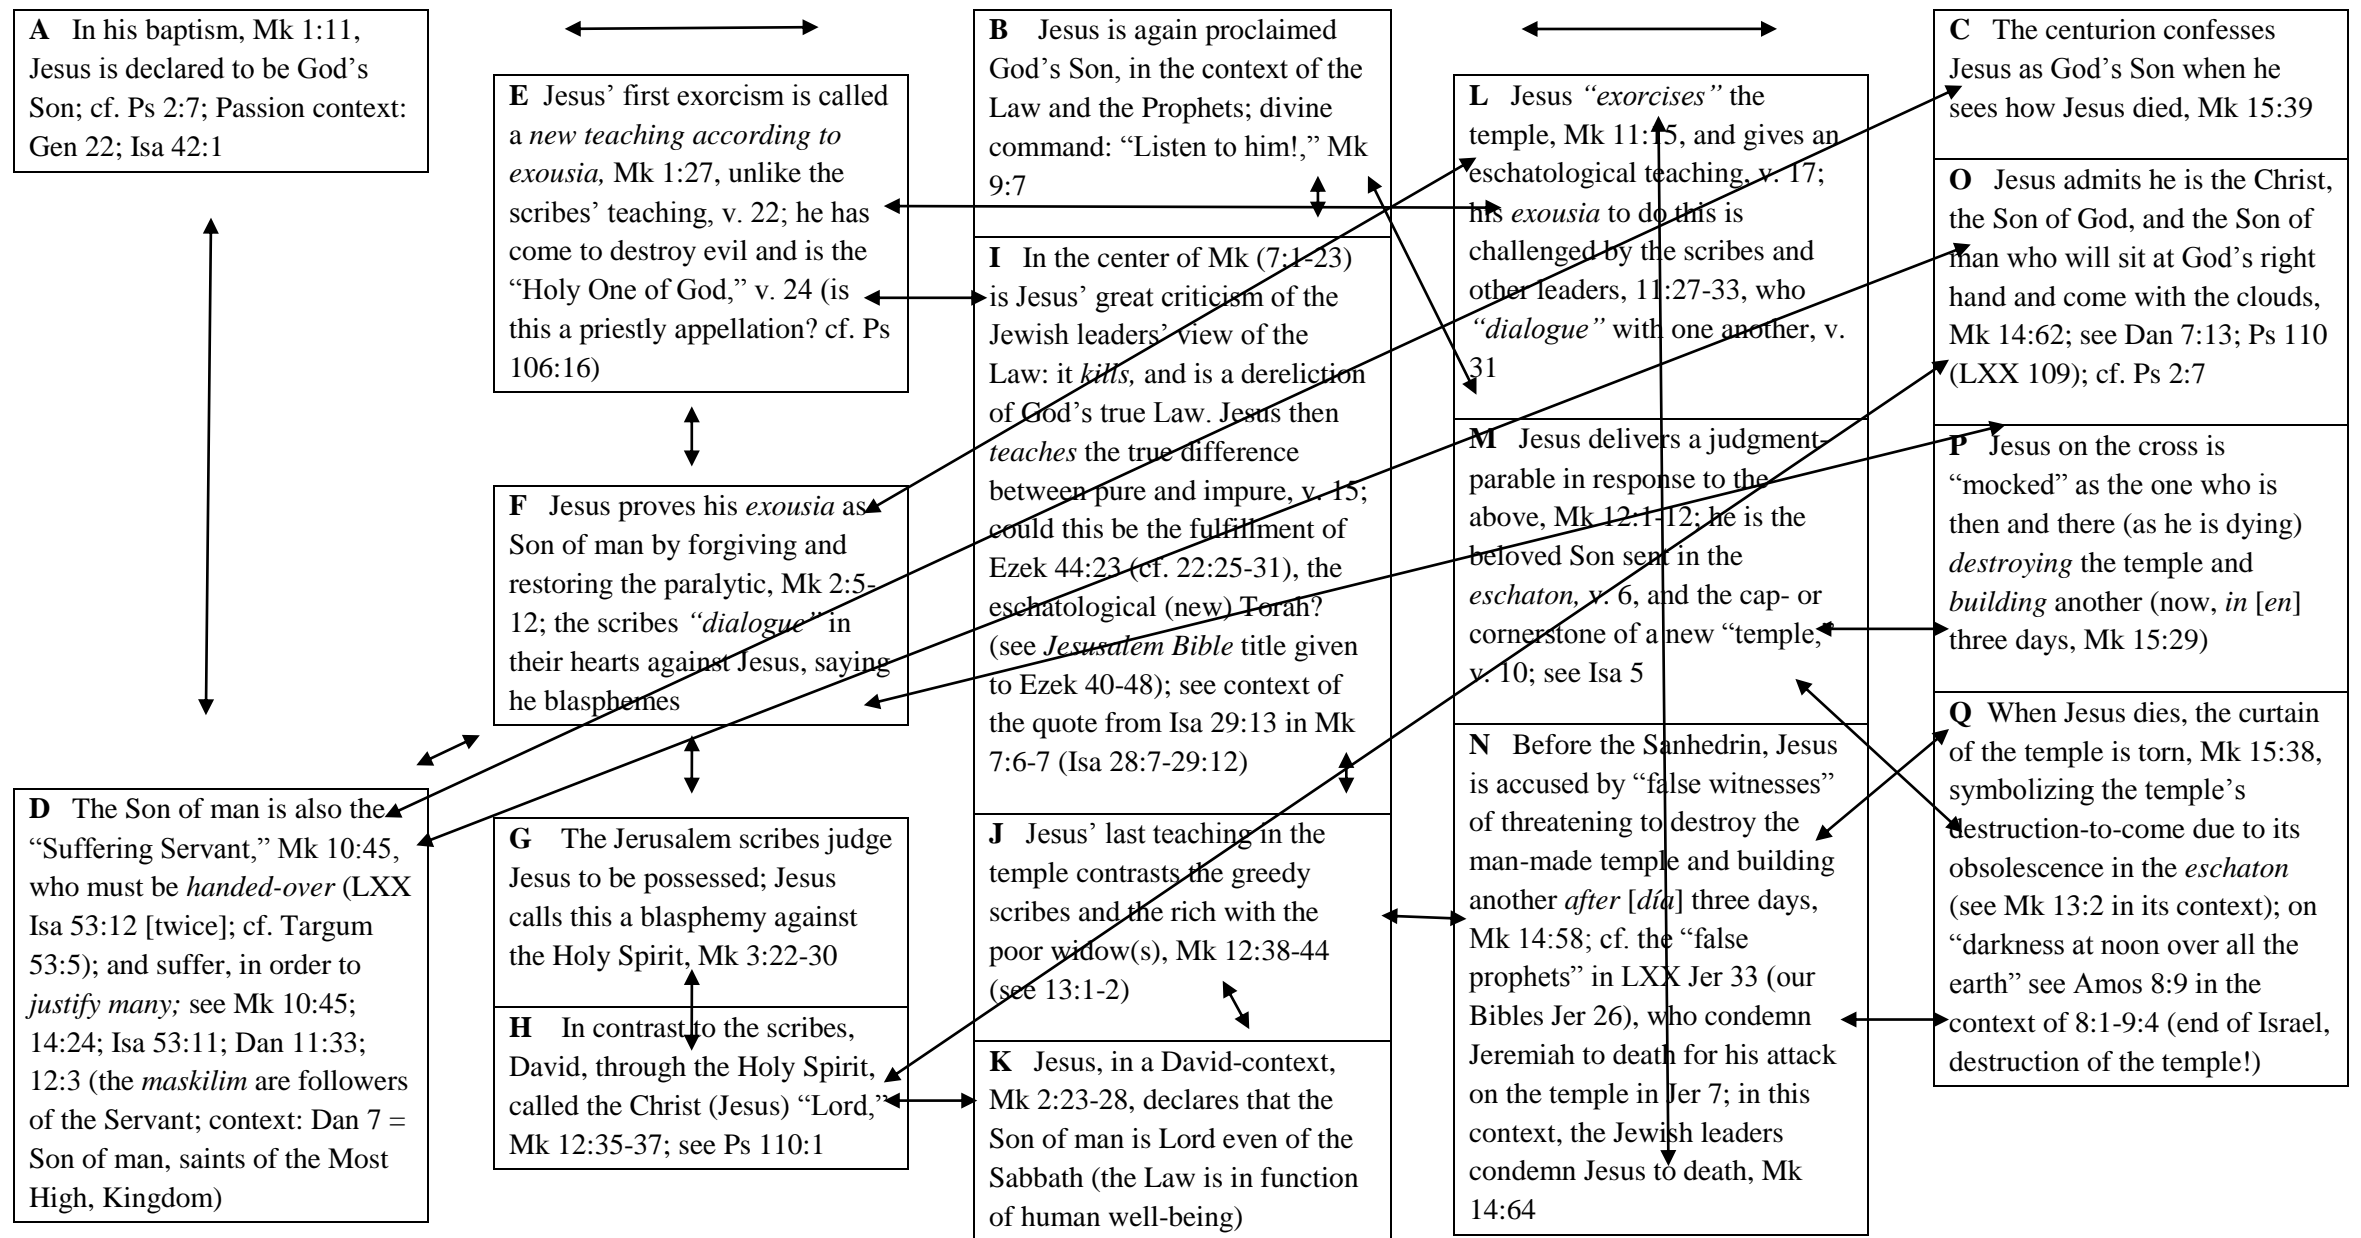 A In his baptism, Mk 1:11,
Jesus is declared to be God’s
Son; cf. Ps 2:7; Passion context:
Gen 22; Isa 42:1
D The Son of man is also the
“Suffering Servant,” Mk 10:45,
who must be handed-over (LXX
Isa 53:12 [twice]; cf. Targum
53:5); and suffer, in order to
justify many; see Mk 10:45;
14:24; Isa 53:11; Dan 11:33;
12:3 (the maskilim are followers
of the Servant; context: Dan 7 =
Son of man, saints of the Most
High, Kingdom)
E Jesus’ first exorcism is called
a new teaching according to
exousia, Mk 1:27, unlike the
scribes’ teaching, v. 22; he has
come to destroy evil and is the
“Holy One of God,” v. 24 (is
this a priestly appellation? cf. Ps
106:16)
F Jesus proves his exousia as
Son of man by forgiving and
restoring the paralytic, Mk 2:5-
12; the scribes “dialogue” in
their hearts against Jesus, saying
he blasphemes
G The Jerusalem scribes judge
Jesus to be possessed; Jesus
calls this a blasphemy against
the Holy Spirit, Mk 3:22-30
H In contrast to the scribes,
David, through the Holy Spirit,
called the Christ (Jesus) “Lord,”
Mk 12:35-37; see Ps 110:1
B Jesus is again proclaimed
God’s Son, in the context of the
Law and the Prophets; divine
command: “Listen to him!,” Mk
9:7
I In the center of Mk (7:1-23)
is Jesus’ great criticism of the
Jewish leaders’ view of the
Law: it kills, and is a dereliction
of God’s true Law. Jesus then
teaches the true difference
between pure and impure, v. 15;
could this be the fulfillment of
Ezek 44:23 (cf. 22:25-31), the
eschatological (new) Torah?
(see Jesusalem Bible title given
to Ezek 40-48); see context of
the quote from Isa 29:13 in Mk
7:6-7 (Isa 28:7-29:12)
J Jesus’ last teaching in the
temple contrasts the greedy
scribes and the rich with the
poor widow(s), Mk 12:38-44
(see 13:1-2)
K Jesus, in a David-context,
Mk 2:23-28, declares that the
Son of man is Lord even of the
Sabbath (the Law is in function
of human well-being)
L Jesus “exorcises” the
temple, Mk 11:15, and gives an
eschatological teaching, v. 17;
his exousia to do this is
challenged by the scribes and
other leaders, 11:27-33, who
“dialogue” with one another, v.
31
M Jesus delivers a judgment-
parable in response to the
above, Mk 12:1-12; he is the
beloved Son sent in the
eschaton, v. 6, and the cap- or
cornerstone of a new “temple,”
v. 10; see Isa 5
N Before the Sanhedrin, Jesus
is accused by “false witnesses”
of threatening to destroy the
man-made temple and building
another after [día] three days,
Mk 14:58; cf. the “false
prophets” in LXX Jer 33 (our
Bibles Jer 26), who condemn
Jeremiah to death for his attack
on the temple in Jer 7; in this
context, the Jewish leaders
condemn Jesus to death, Mk
14:64
C The centurion confesses
Jesus as God’s Son when he
sees how Jesus died, Mk 15:39
O Jesus admits he is the Christ,
the Son of God, and the Son of
man who will sit at God’s right
hand and come with the clouds,
Mk 14:62; see Dan 7:13; Ps 110
(LXX 109); cf. Ps 2:7
P Jesus on the cross is
“mocked” as the one who is
then and there (as he is dying)
destroying the temple and
building another (now, in [en]
three days, Mk 15:29)
Q When Jesus dies, the curtain
of the temple is torn, Mk 15:38,
symbolizing the temple’s
destruction-to-come due to its
obsolescence in the eschaton
(see Mk 13:2 in its context); on
“darkness at noon over all the
earth” see Amos 8:9 in the
context of 8:1-9:4 (end of Israel,
destruction of the temple!)